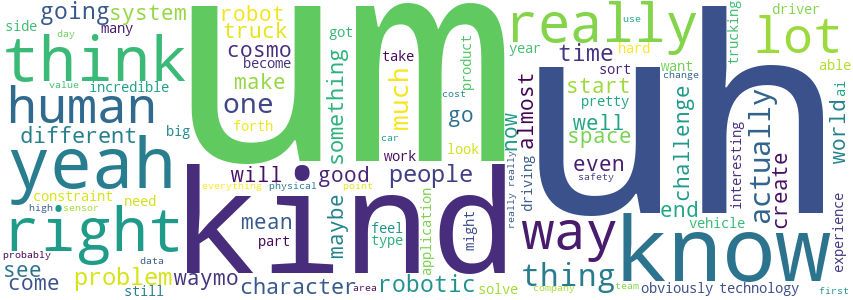 going system robot um really lot
side many truck got year use driver
think day cosmo take product time hard trucking able
value incredible become sort want
human make something much almost start pretty change
one go uh well world ai
different big forth look now space challenge
car cost driving even interesting actually
yeah work really really safety create
will good people
everything physical point way end
constraint need kind know
right high sensor mean maybe feel application might vehicle
part type thing experience
probably data
see problem waymo character robotic solve obviously technology
come still area company team first